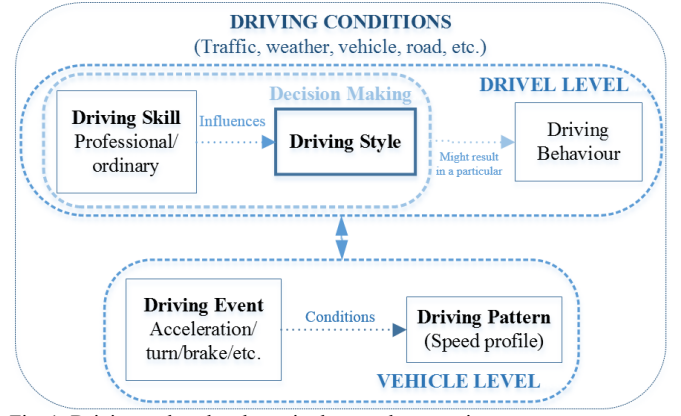 DRIVING CONDITIONS
(Traffic, weather, vehicle, road, etc.)
DRIVEL LEVEL
Decision Making
Driving Skill
Professional/
ordinary
Influences
Driving Style
Might result
in a particular
Driving
Behaviour
Driving Event
Acceleration/
turn/brake/etc.
Conditions
Driving Pattern
(Speed profile)
VEHICLE LEVEL